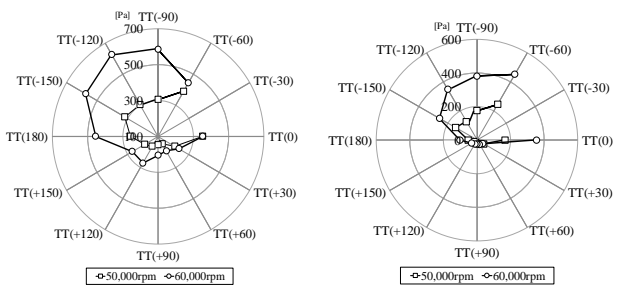 [Pa] TT(-90)
700
TT(-120)
TT(-60)
500
TT(-150)
TT(-30)
300
TT(180)
TT(0)
TT(+150)
TT(+30)
TT(+120)
TT(+60)
TT(+90)
50,000rpm 60,000rpm
[Pa] TT(-90)
600
TT(-120)
TT(-60)
400
TT(-150)
TT(-30)
200
TT(180)
TT(0)
TT(+150)
TT(+30)
TT(+120)
TT(+60)
TT(+90)
50,000rpm 60,000rpm